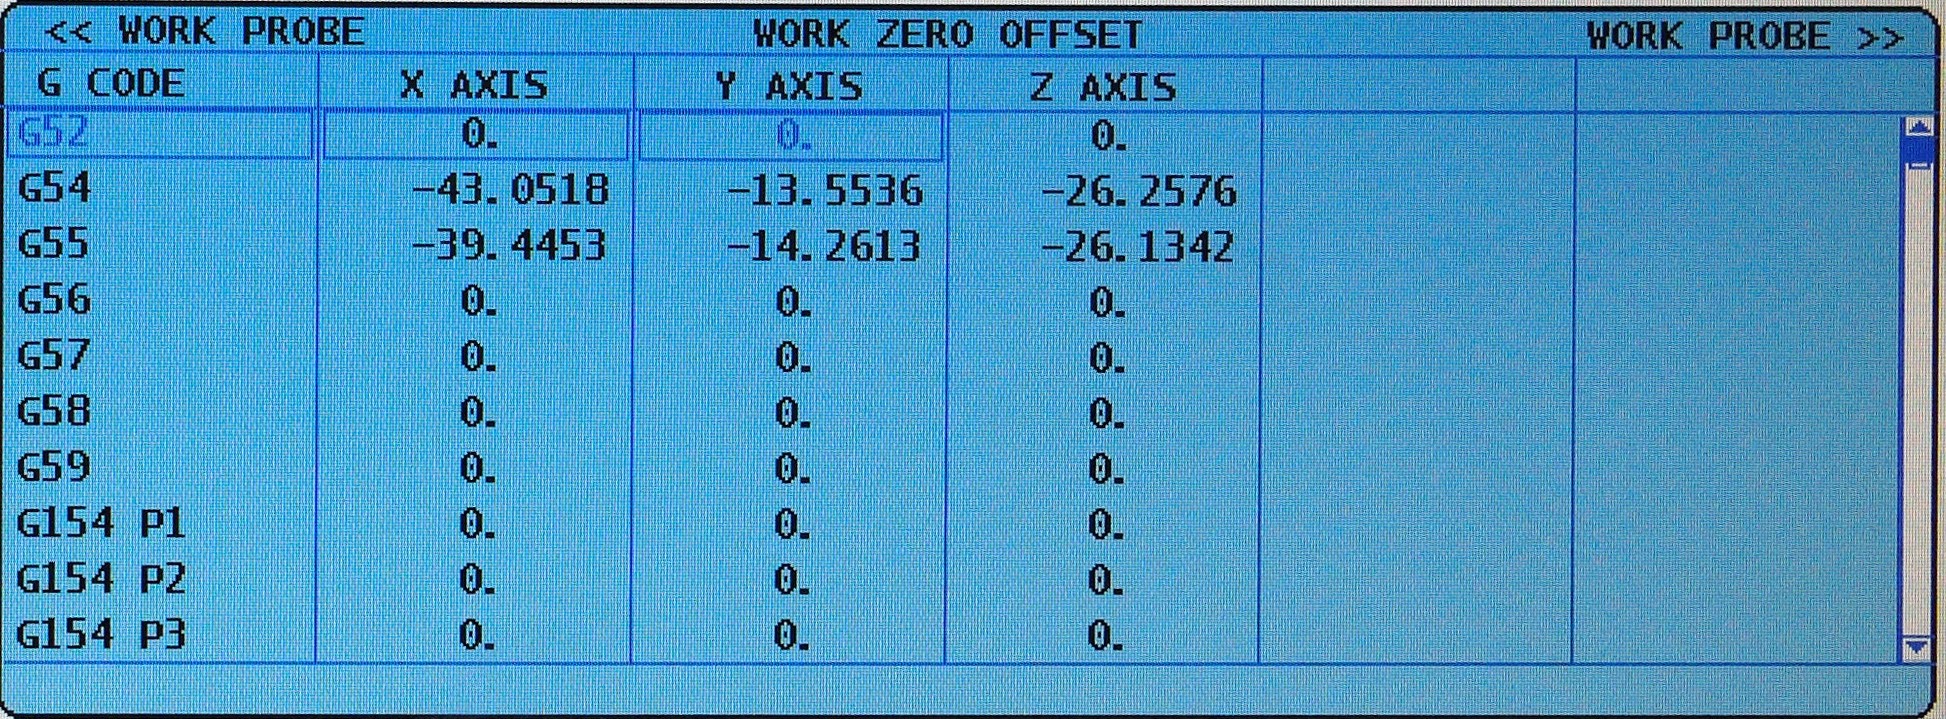 << WORK PROBE WORK ZERO OFFSET WORK PROBE >>
G CODE X AXIS Y AXIS Z AXIS
G52 0. 0. 0.
G54 -43.0518 -13.5536 -26.2576
G55 -39.4453 -14.2613 -26.1342
G56 0. 0. 0.
G57 0. 0. 0.
G58 0. 0. 0.
G59 0. 0. 0.
G154 P1 0. 0. 0.
G154 P2 0. 0. 0.
G154 P3 0. 0. 0.